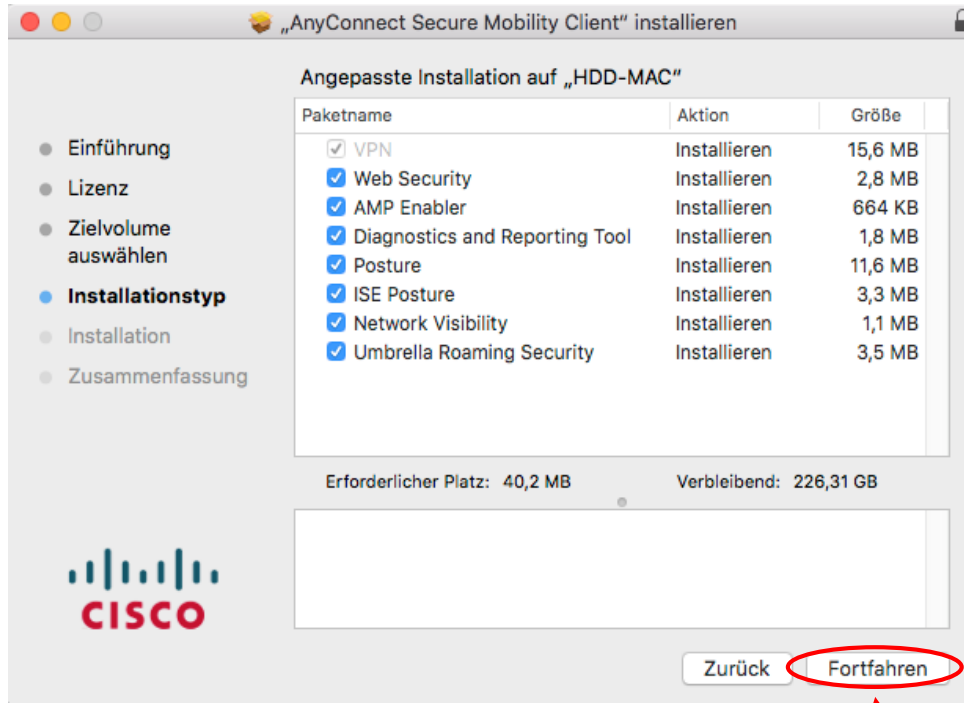 „AnyConnect Secure Mobility Client“ installieren
Angepasste Installation auf „HDD-MAC“
Einführung
Lizenz
Zielvolume
auswählen
Installationstyp
Installation
Zusammenfassung
Paketname Aktion Größe
VPN Installieren 15,6 MB
Web Security Installieren 2,8 MB
AMP Enabler Installieren 664 KB
Diagnostics and Reporting Tool Installieren 1,8 MB
Posture Installieren 11,6 MB
ISE Posture Installieren 3,3 MB
Network Visibility Installieren 1,1 MB
Umbrella Roaming Security Installieren 3,5 MB
Erforderlicher Platz: 40,2 MB Verbleibend: 226,31 GB
CISCO
Zurück Fortfahren